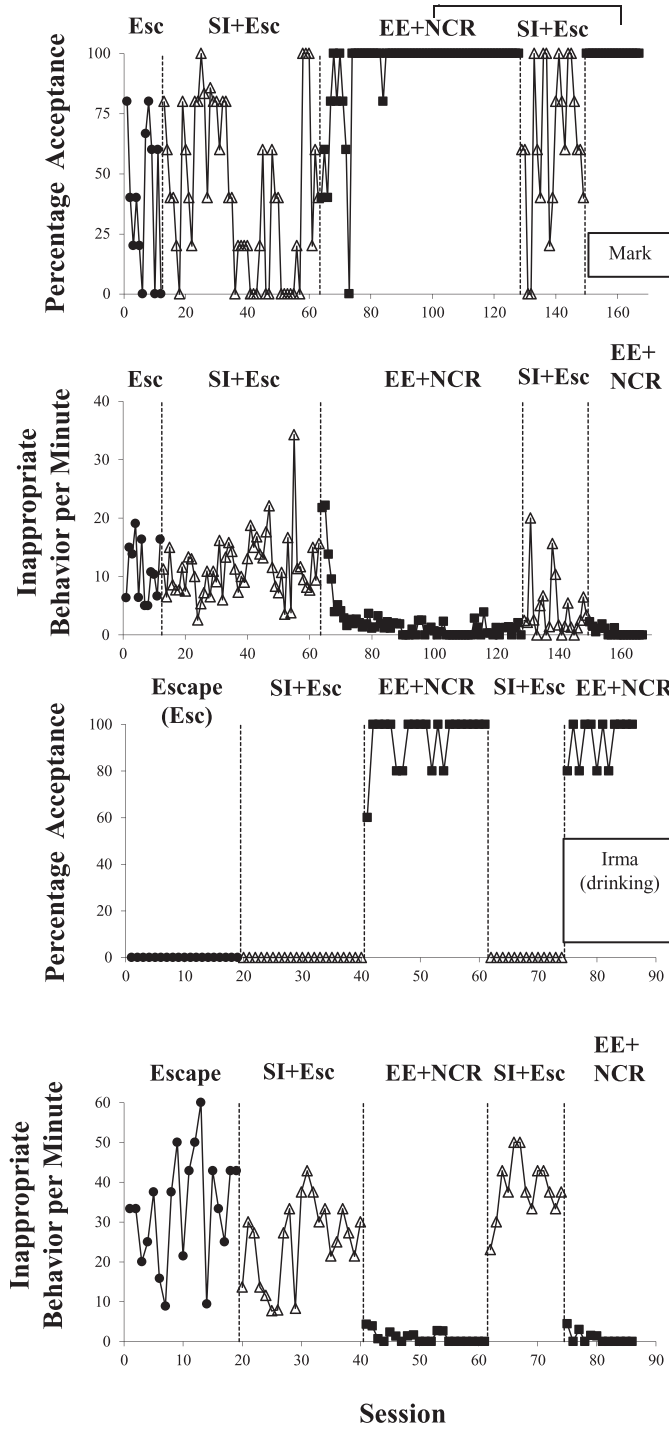 Esc SI+Esc EE+NCR SI+Esc
Percentage Acceptance
100
75
50
25
0
0 20 40 60 80 100 120 140 160
Mark
Esc SI+Esc EE+NCR SI+Esc EE+
NCR
Inappropriate
Behavior per Minute
40
30
20
10
0
0 20 40 60 80 100 120 140 160
Escape
(Esc)
SI+Esc EE+NCR SI+Esc EE+NCR
Percentage Acceptance
100
80
60
40
20
0
0 10 20 30 40 50 60 70 80 90
Irma
(drinking)
Escape SI+Esc EE+NCR SI+Esc EE+
NCR
Inappropriate
Behavior per Minute
60
50
40
30
20
10
0
0 10 20 30 40 50 60 70 80 90
Session